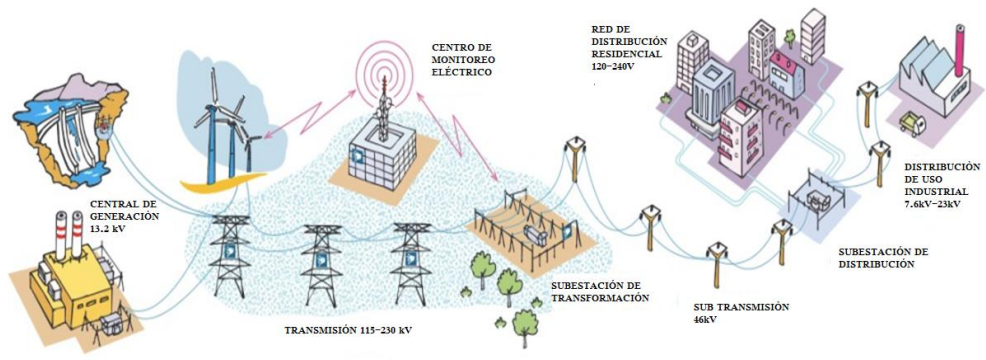 CENTRO DE
MONITOREO
ELÉCTRICO
RED DE
DISTRIBUCIÓN
RESIDENCIAL
120-240V
CENTRAL DE
GENERACIÓN
13.2 kV
DISTRIBUCIÓN
DE USO
INDUSTRIAL
7.6kV-23kV
SUBESTACIÓN DE
DISTRIBUCIÓN
SUBESTACIÓN DE
TRANSFORMACIÓN
SUB TRANSMISIÓN
46kV
TRANSMISIÓN 115-230 kV